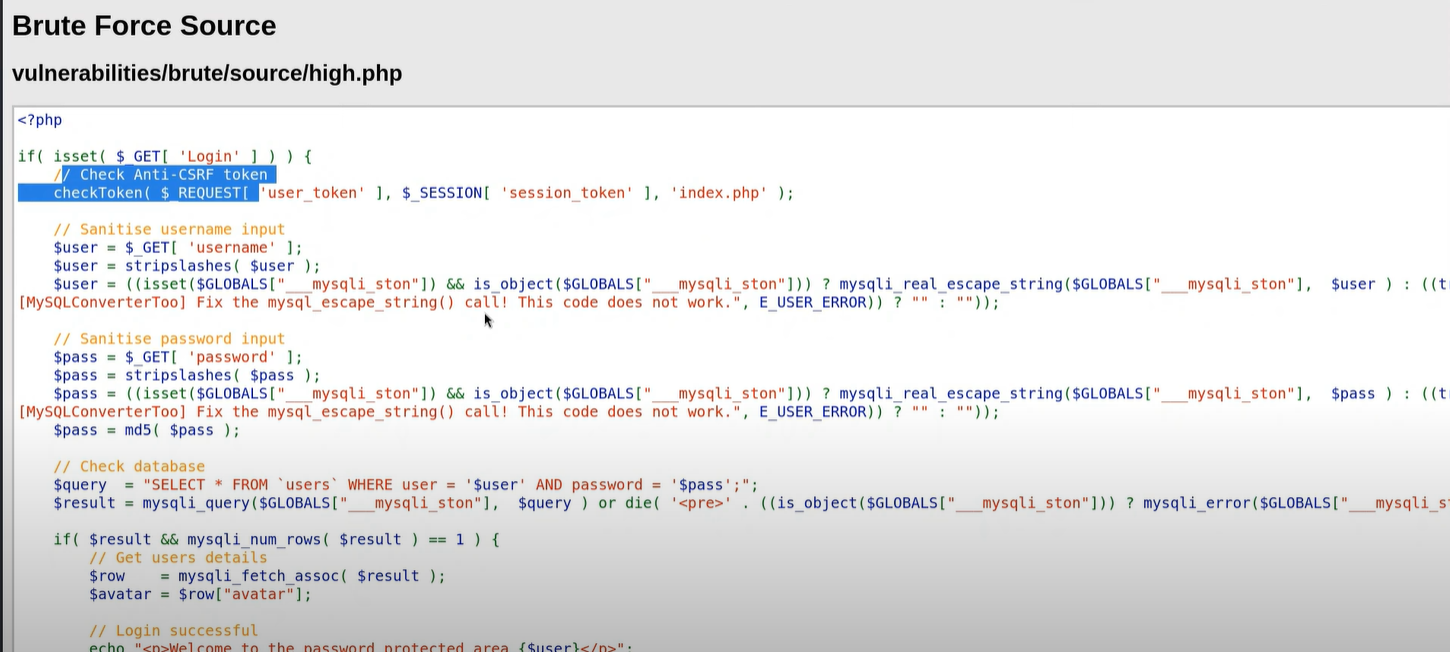 Brute Force Source
vulnerabilities/brute/source/high.php
<?php
if( isset( $_GET[ 'Login' ] ) ) {
// Check Anti-CSRF token
checkToken( $_REQUEST[ 'user_token' ], $_SESSION[ 'session_token' ], 'index.php' );
// Sanitise username input
$user = $_GET[ 'username' ];
$user = stripslashes( $user );
$user = ((isset($GLOBALS["___mysqli_ston"]) && is_object($GLOBALS["___mysqli_ston"])) ? mysqli_real_escape_string($GLOBALS["___mysqli_ston"],  $user ) : ((t
[MySQLConverterToo] Fix the mysql_escape_string() call! This code does not work.", E_USER_ERROR)) ? "" : ""));
// Sanitise password input
$pass = $_GET[ 'password' ];
$pass = stripslashes( $pass );
$pass = ((isset($GLOBALS["___mysqli_ston"]) && is_object($GLOBALS["___mysqli_ston"])) ? mysqli_real_escape_string($GLOBALS["___mysqli_ston"],  $pass ) : ((t
[MySQLConverterToo] Fix the mysql_escape_string() call! This code does not work.", E_USER_ERROR)) ? "" : ""));
$pass = md5( $pass );
// Check database
$query  = "SELECT * FROM `users` WHERE user = '$user' AND password = '$pass';";
$result = mysqli_query($GLOBALS["___mysqli_ston"],  $query ) or die( '<pre>' . ((is_object($GLOBALS["___mysqli_ston"])) ? mysqli_error($GLOBALS["___mysqli_s
if( $result && mysqli_num_rows( $result ) == 1 ) {
// Get users details
$row    = mysqli_fetch_assoc( $result );
$avatar = $row["avatar"];
// Login successful
echo "<p>Welcome to the password protected area {$user}</p>";